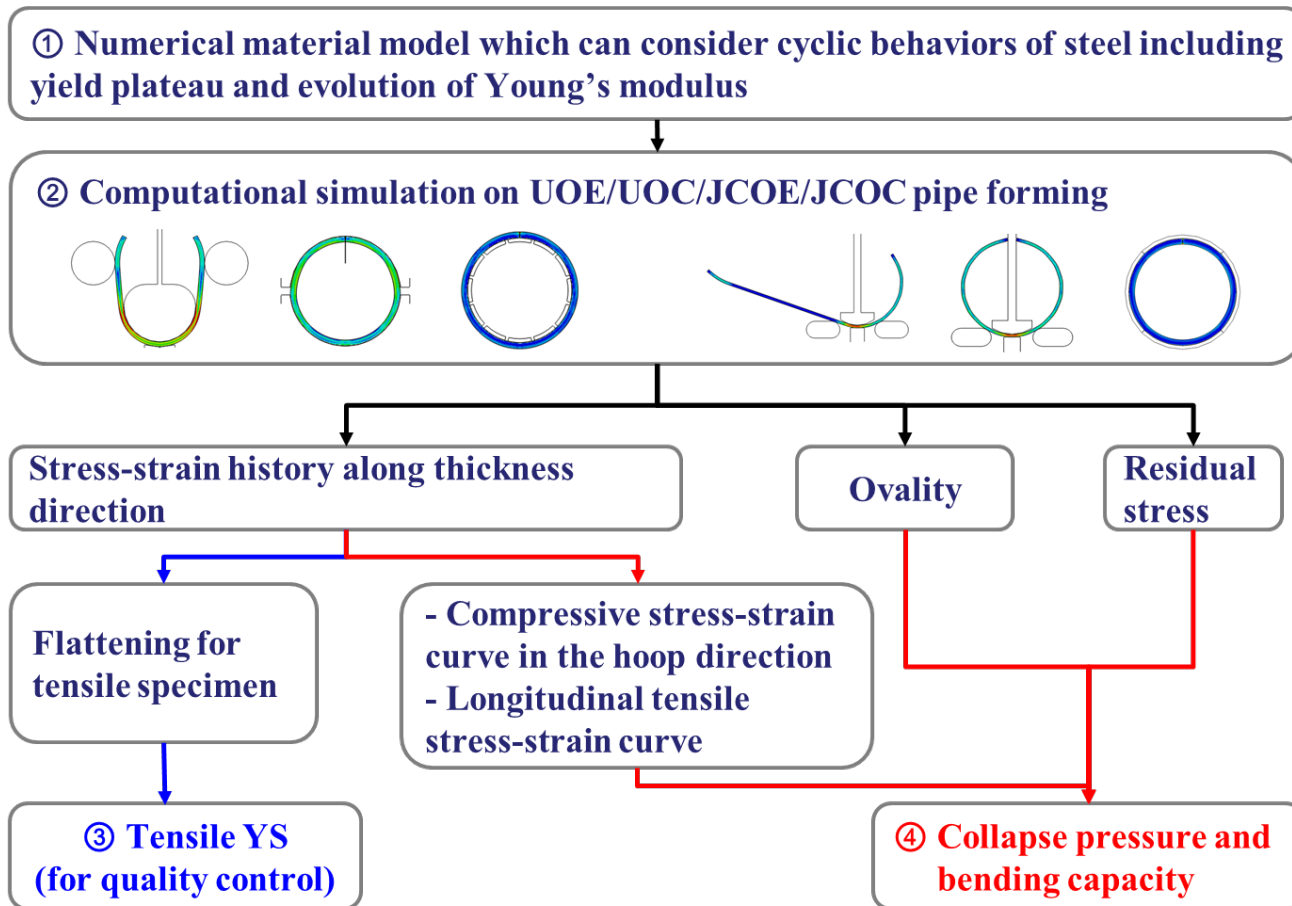 ① Numerical material model which can consider cyclic behaviors of steel including
yield plateau and evolution of Young's modulus
② Computational simulation on UOE/UOC/JCOE/JCOC pipe forming
Stress-strain history along thickness
direction
Ovality
Residual
stress
Flattening for
tensile specimen
- Compressive stress-strain
curve in the hoop direction
- Longitudinal tensile
stress-strain curve
③ Tensile YS
(for quality control)
④ Collapse pressure and
bending capacity